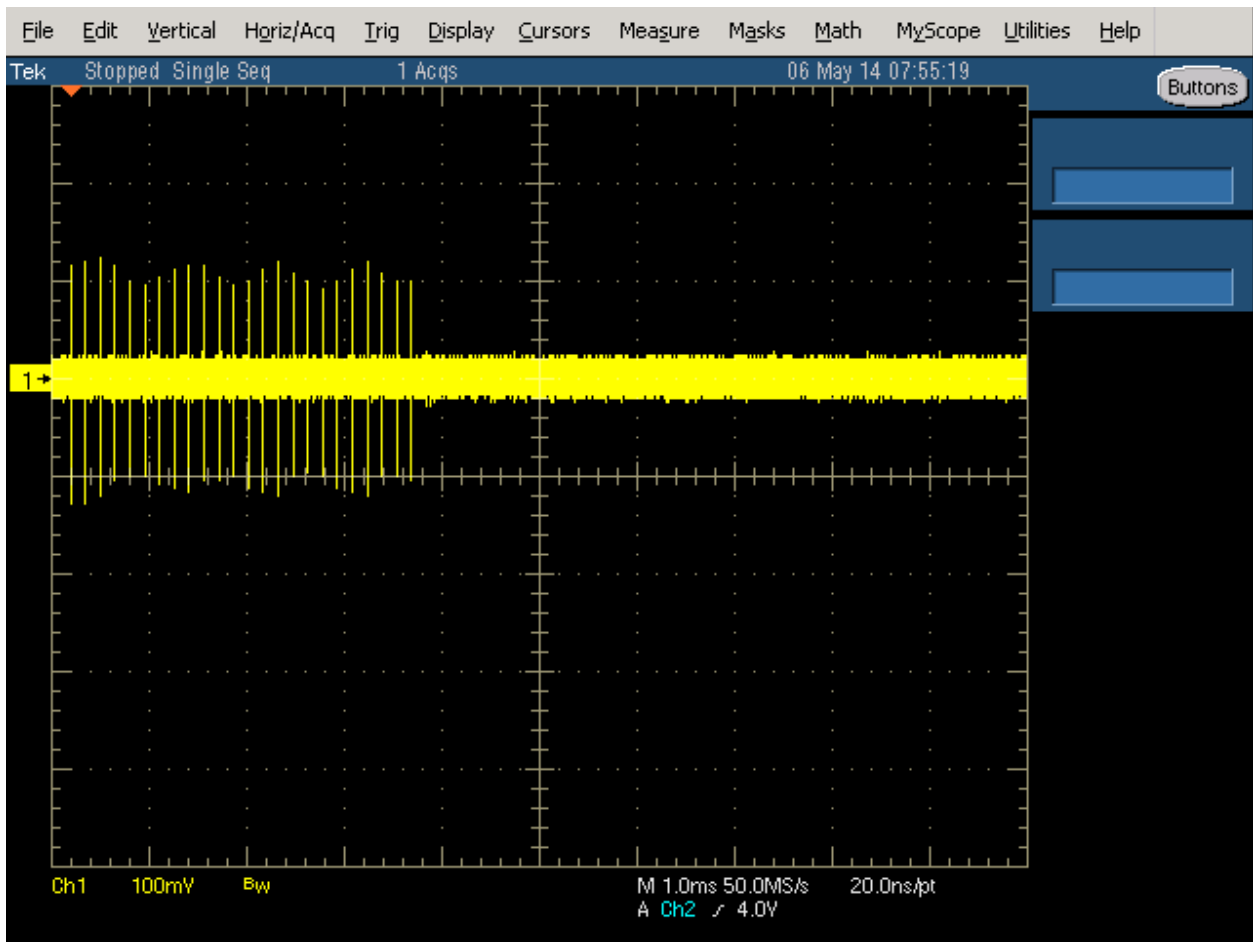 File Edit Vertical Horiz/Acq Trig Display Cursors Measure Masks Math MyScope Utilities Help
Tek Stopped Single Seq 1 Acqs 06 May 14 07:55:19
Buttons
1
Ch1 100mV Bw M 1.0ms 50.0MS/s 20.0ns/pt
A Ch2 4.0V